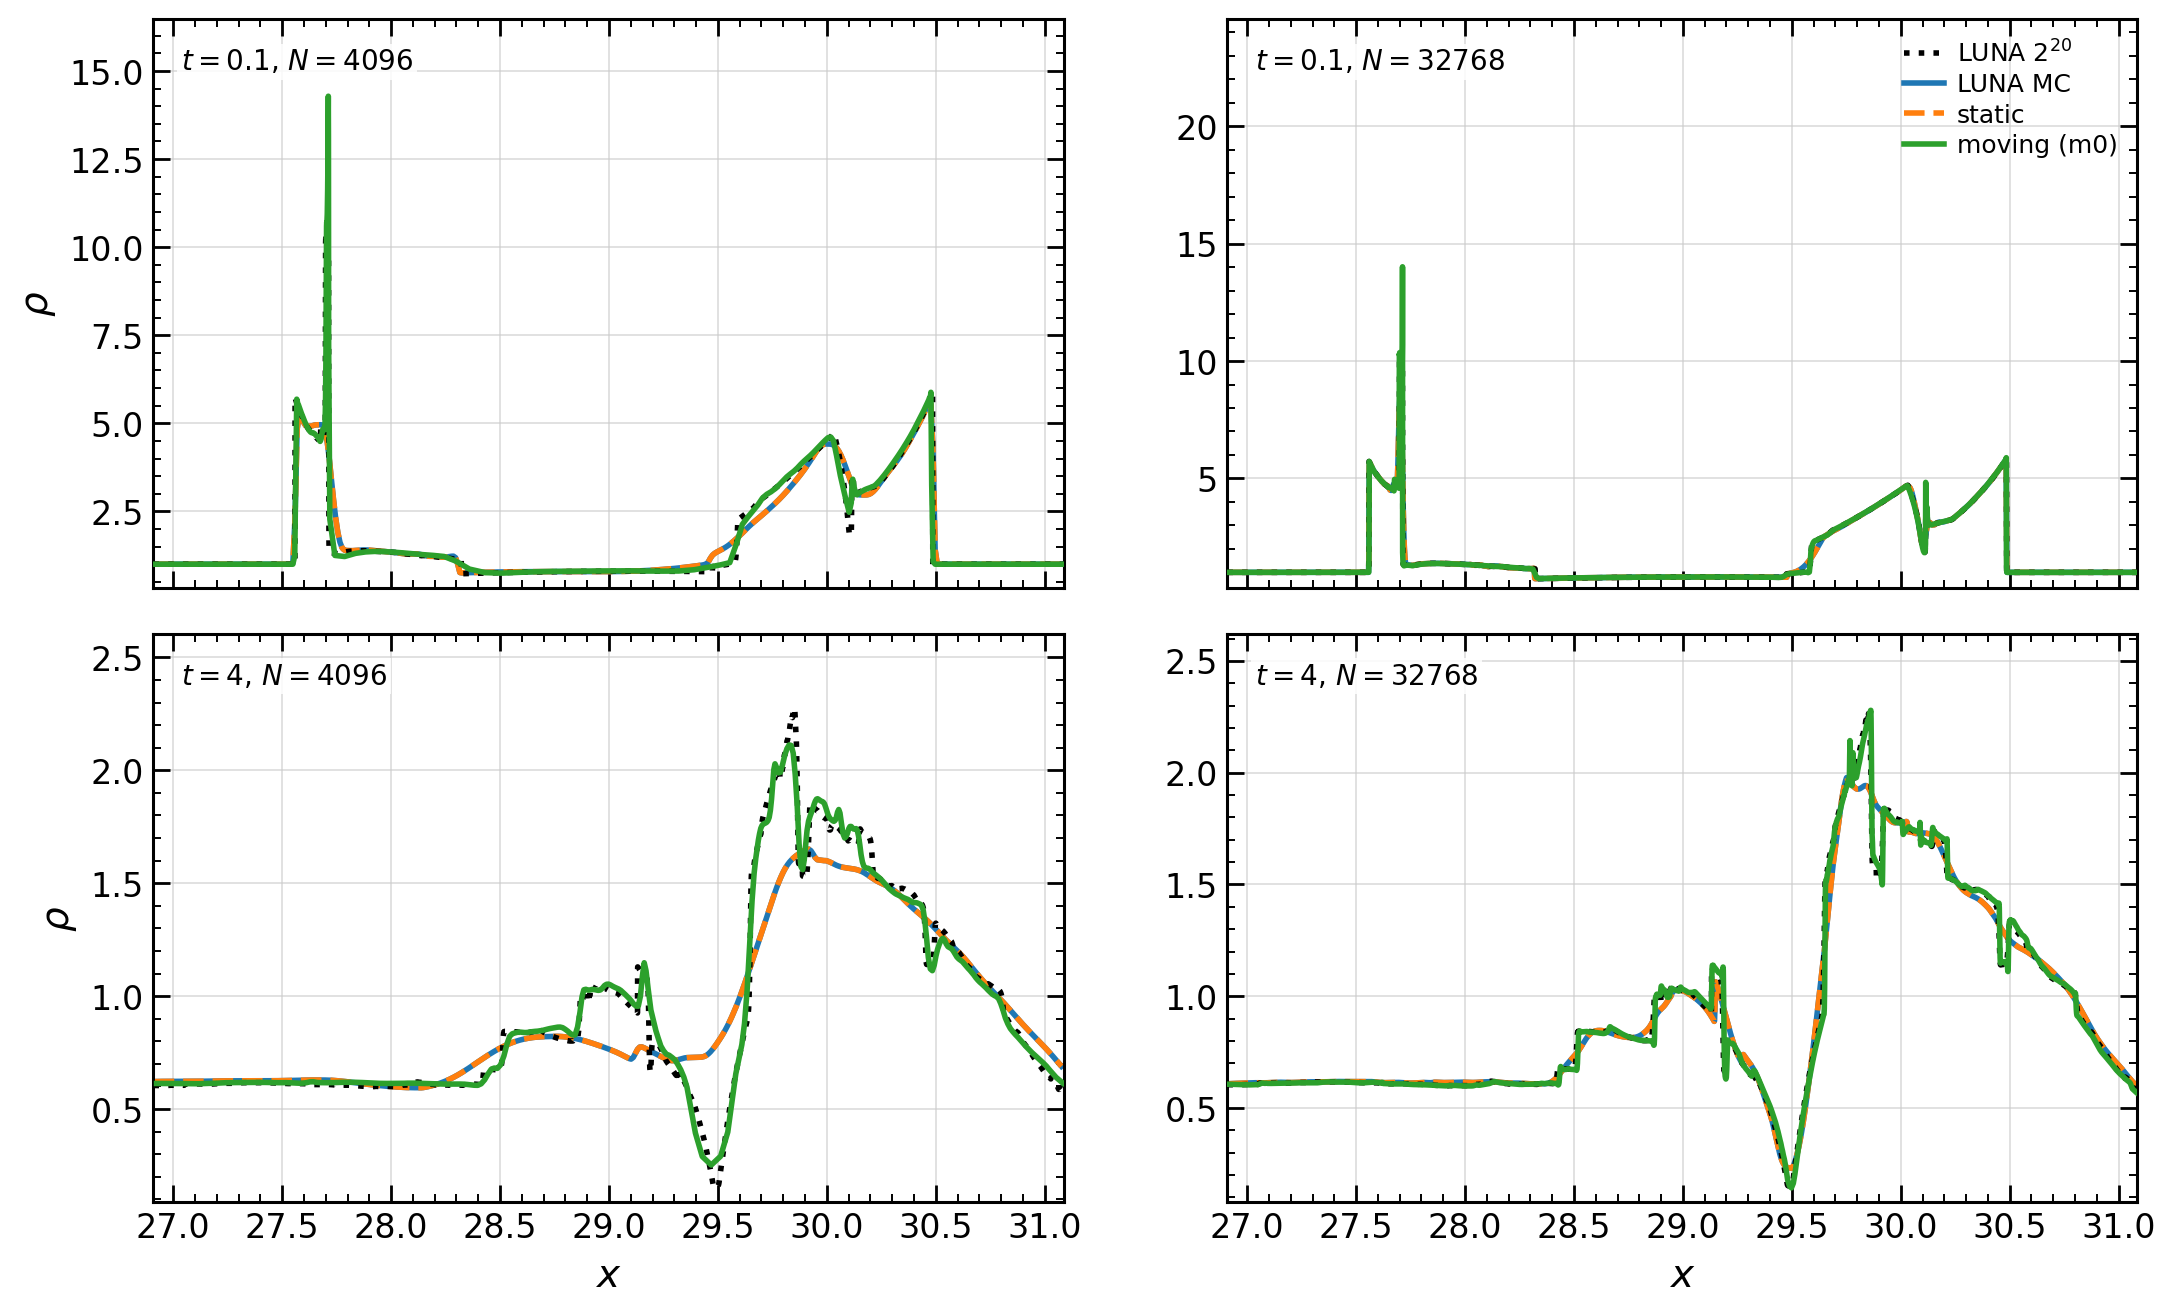 t = 0.1, N = 4096
15.0
12.5
10.0
7.5
5.0
2.5
ρ
t = 0.1, N = 32768
LUNA 2^20
LUNA MC
static
moving (m0)
20
15
10
5
t = 4, N = 4096
2.5
2.0
1.5
1.0
0.5
ρ
27.0 27.5 28.0 28.5 29.0 29.5 30.0 30.5 31.0
x
t = 4, N = 32768
2.5
2.0
1.5
1.0
0.5
27.0 27.5 28.0 28.5 29.0 29.5 30.0 30.5 31.0
x